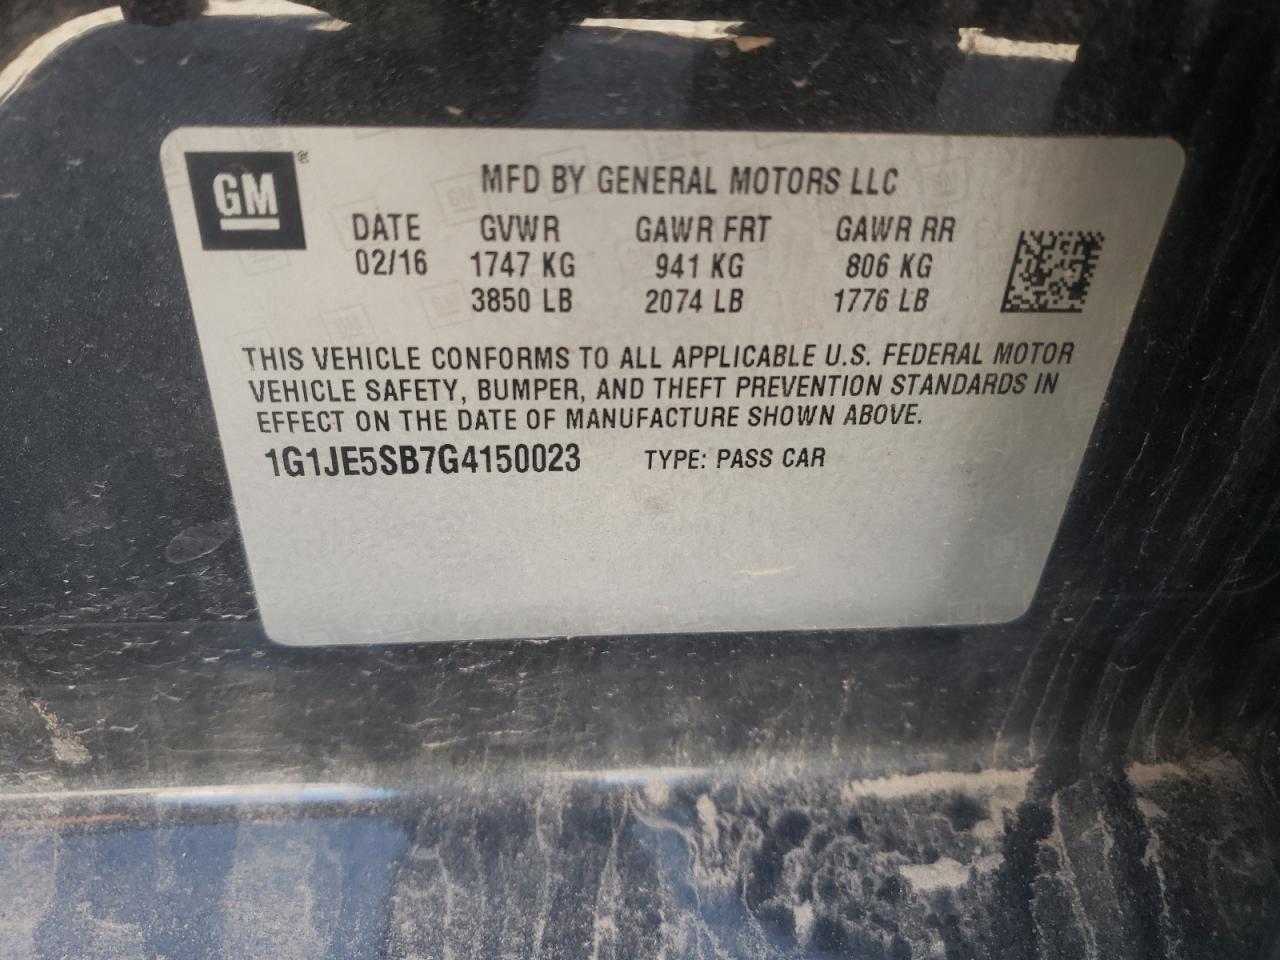 GM®
MFD BY GENERAL MOTORS LLC
DATE GVWR GAWR FRT GAWR RR
02/16 1747 KG 941 KG 806 KG
3850 LB 2074 LB 1776 LB
THIS VEHICLE CONFORMS TO ALL APPLICABLE U.S. FEDERAL MOTOR
VEHICLE SAFETY, BUMPER, AND THEFT PREVENTION STANDARDS IN
EFFECT ON THE DATE OF MANUFACTURE SHOWN ABOVE.
1G1JE5SB7G4150023 TYPE: PASS CAR